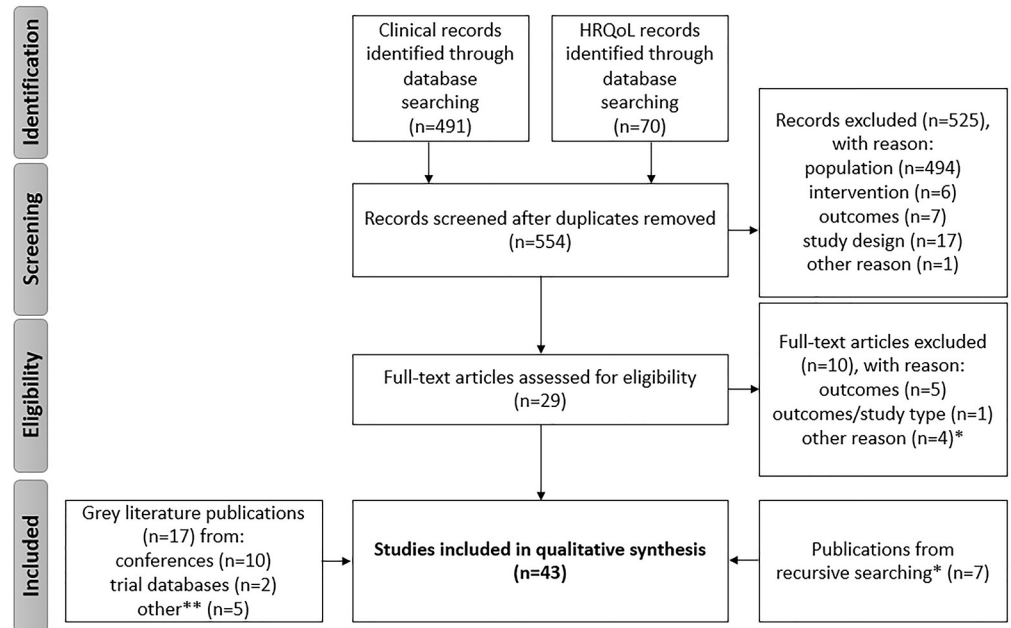 Identification
Clinical records
identified through
database
searching
(n=491)
HRQoL records
identified through
database
searching
(n=70)
Records excluded (n=525),
with reason:
population (n=494)
intervention (n=6)
outcomes (n=7)
study design (n=17)
other reason (n=1)
Screening
Records screened after duplicates removed
(n=554)
Eligibility
Full-text articles assessed for eligibility
(n=29)
Full-text articles excluded
(n=10), with reason:
outcomes (n=5)
outcomes/study type (n=1)
other reason (n=4)*
Included
Grey literature publications
(n=17) from:
conferences (n=10)
trial databases (n=2)
other** (n=5)
Studies included in qualitative synthesis
(n=43)
Publications from
recursive searching* (n=7)